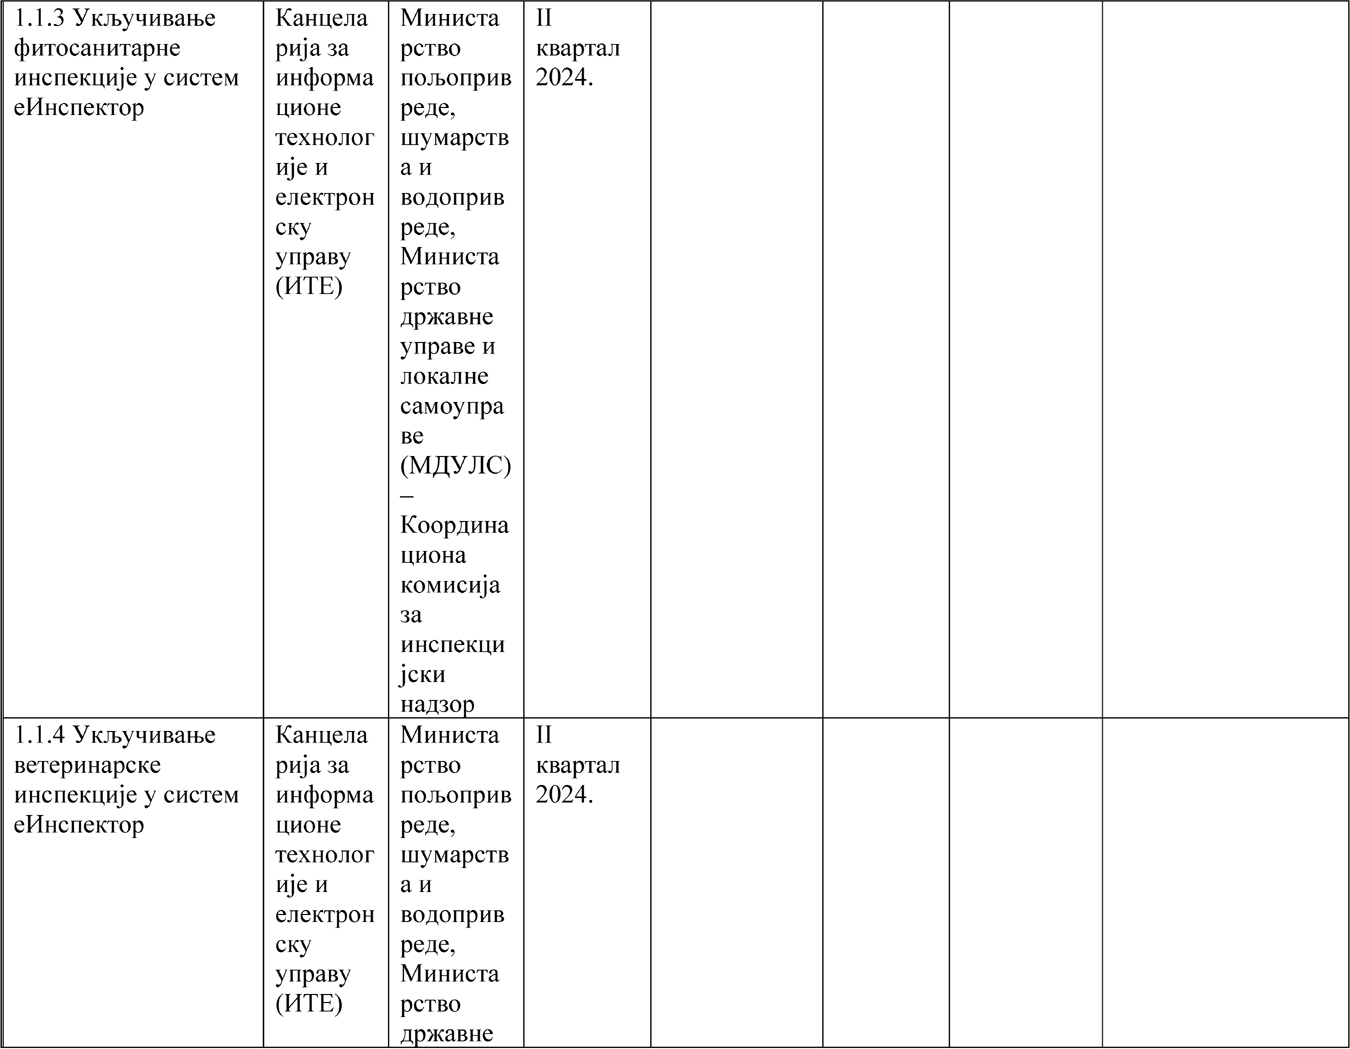 1.1.3 Укључивање
фитосанитарне
инспекције у систем
еИнспектор
Канцела
рија за
информа
ционе
технолог
ије и
електрон
ску
управу
(ИТЕ)
Министа
рство
пољоприв
реде,
шумарств
а и
водоприв
реде,
Министа
рство
државне
управе и
локалне
самоупра
ве
(МДУЛС)
–
Координа
циона
комисија
за
инспекци
јски
надзор
II
квартал
2024.
1.1.4 Укључивање
ветеринарске
инспекције у систем
еИнспектор
Канцела
рија за
информа
ционе
технолог
ије и
електрон
ску
управу
(ИТЕ)
Министа
рство
пољоприв
реде,
шумарств
а и
водоприв
реде,
Министа
рство
државне
II
квартал
2024.